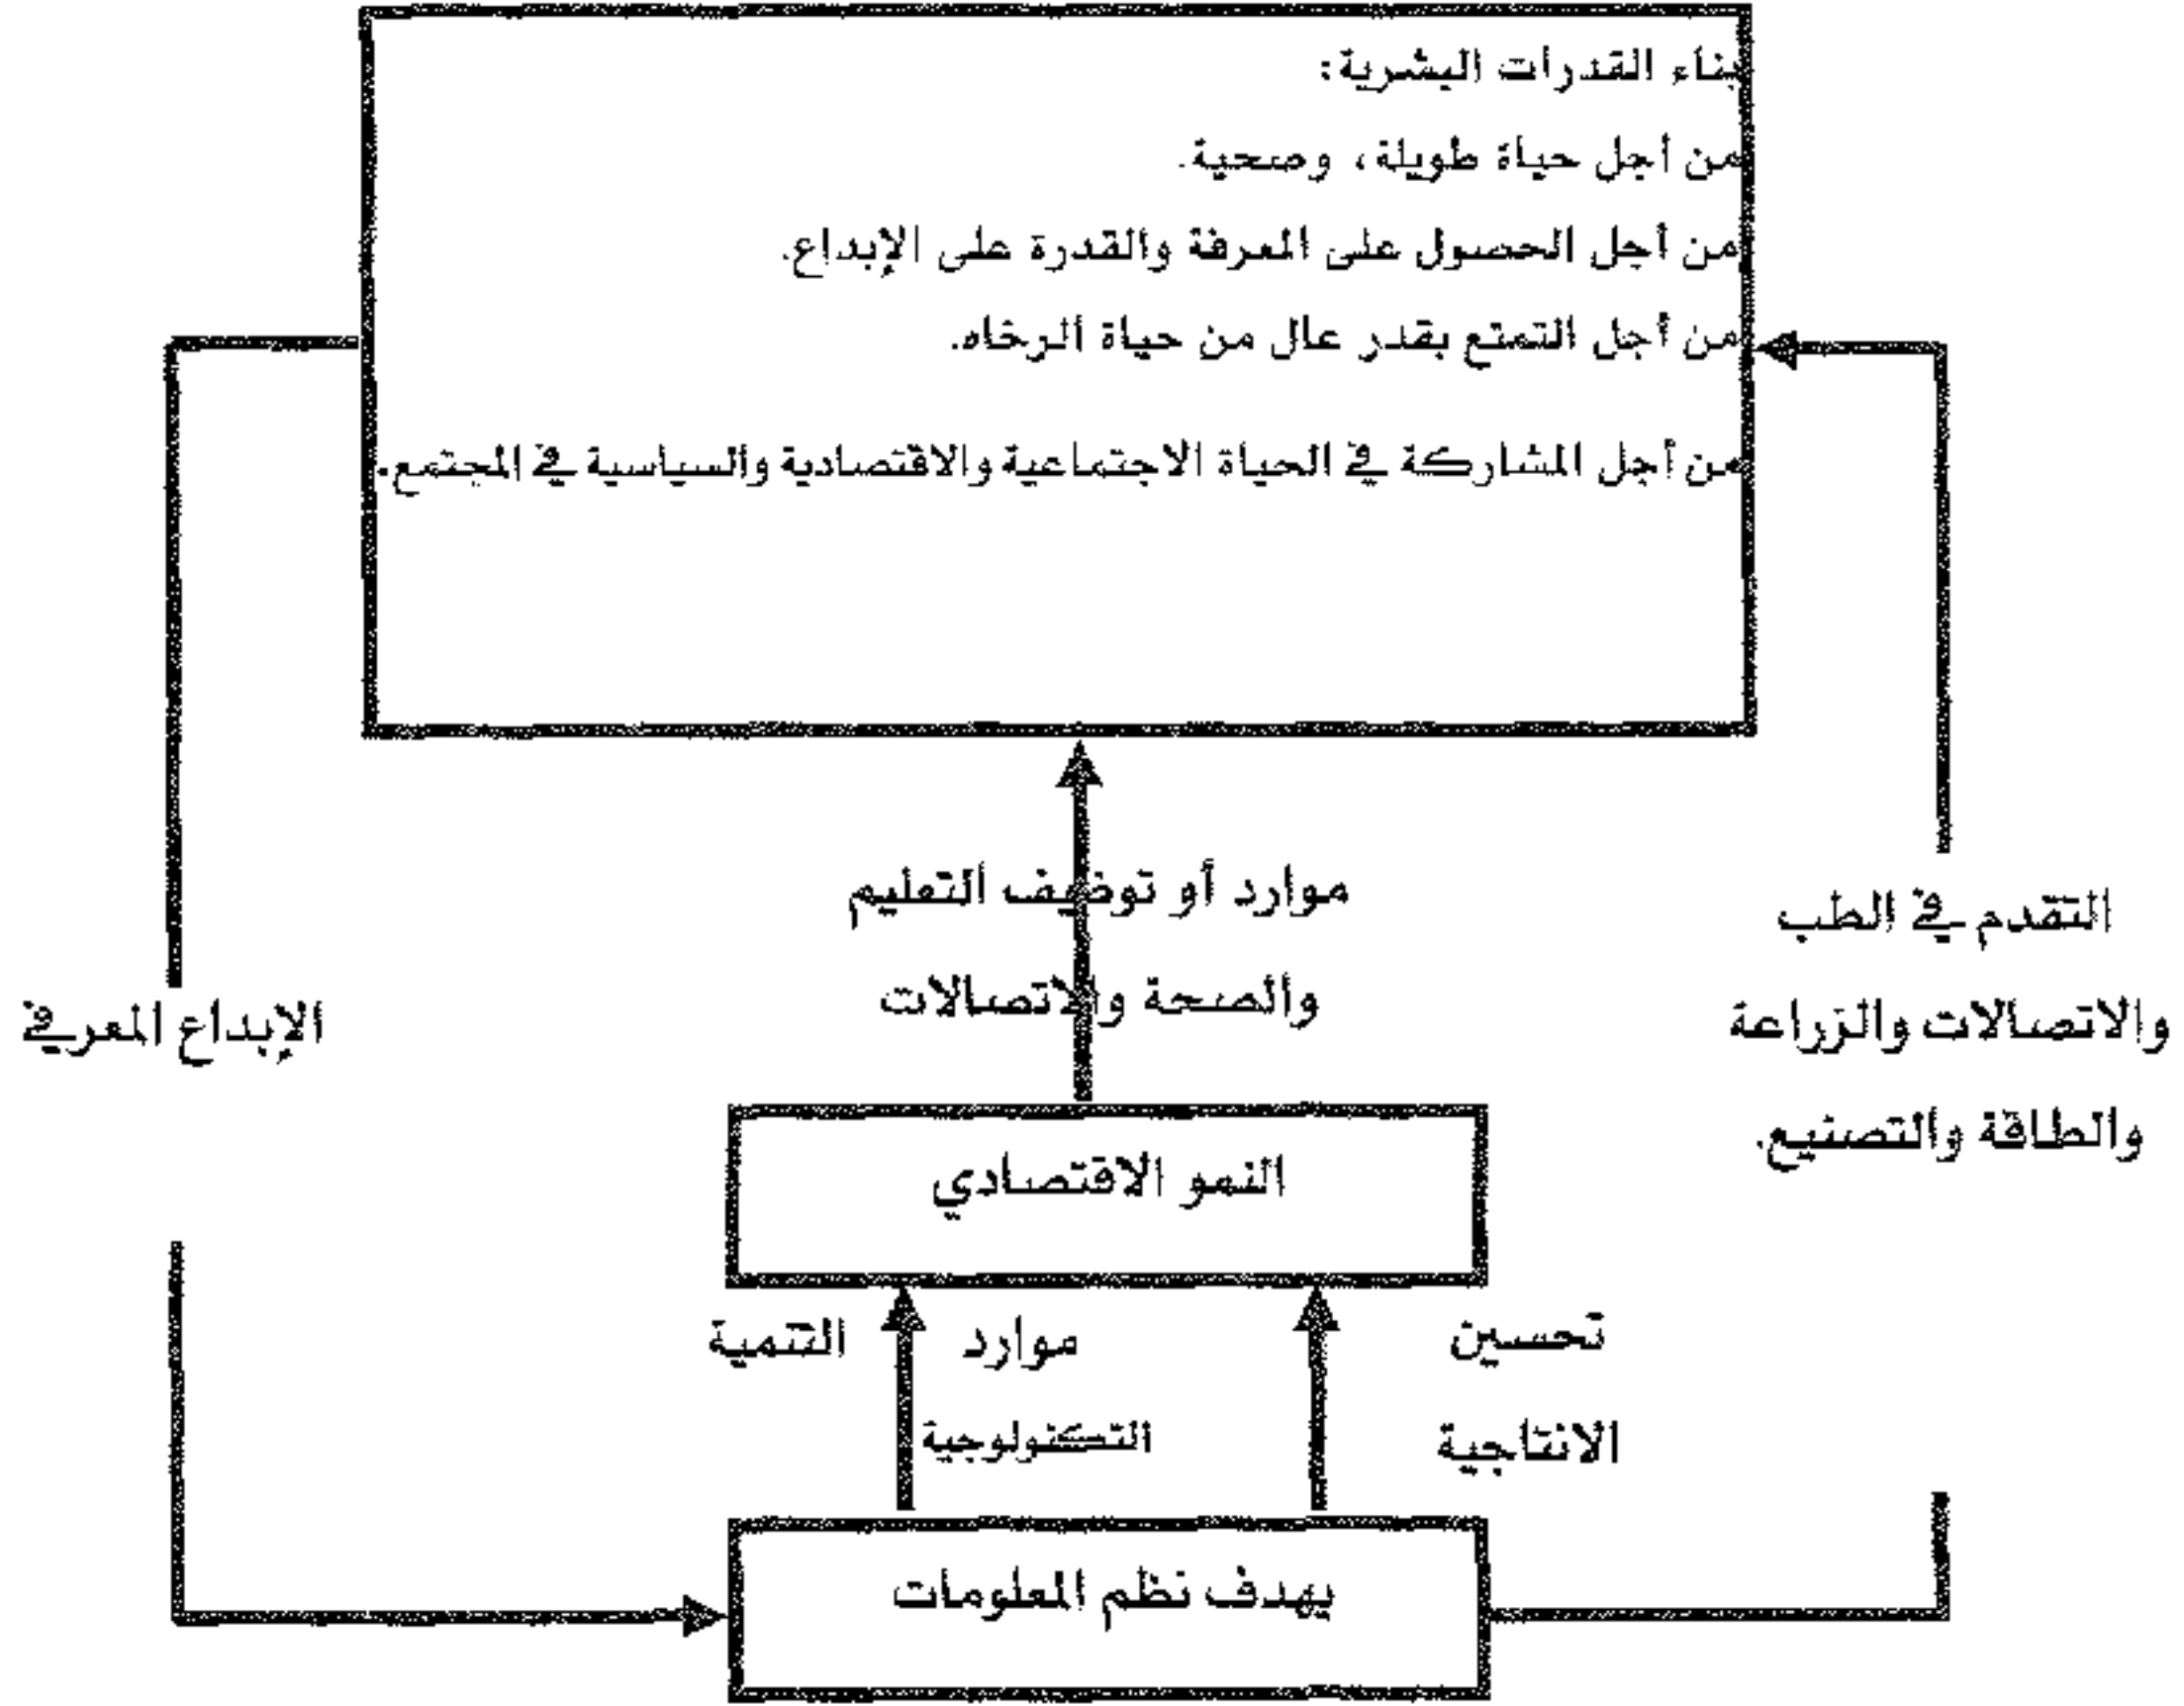 بناء القدرات البشرية:
من أجل حياة طويلة، وصحية.
من أجل الحصول على المعرفة والقدرة على الإبداع.
من أجل التمتع بقدر عال من حياة الرخاه.
من أجل المشاركة في الحياة الاجتماعية والاقتصادية والسياسية في المجتمع.
موارد أو توظيف التعليم
والصحة والاتصالات
التقدم في الطب
والاتصالات والزراعة
والطاقة والتصنيع.
الإبداع المعرفي
النمو الاقتصادي
تحسين
الانتاجية
موارد التنمية
التكنولوجية
يهدف نظم المعلومات